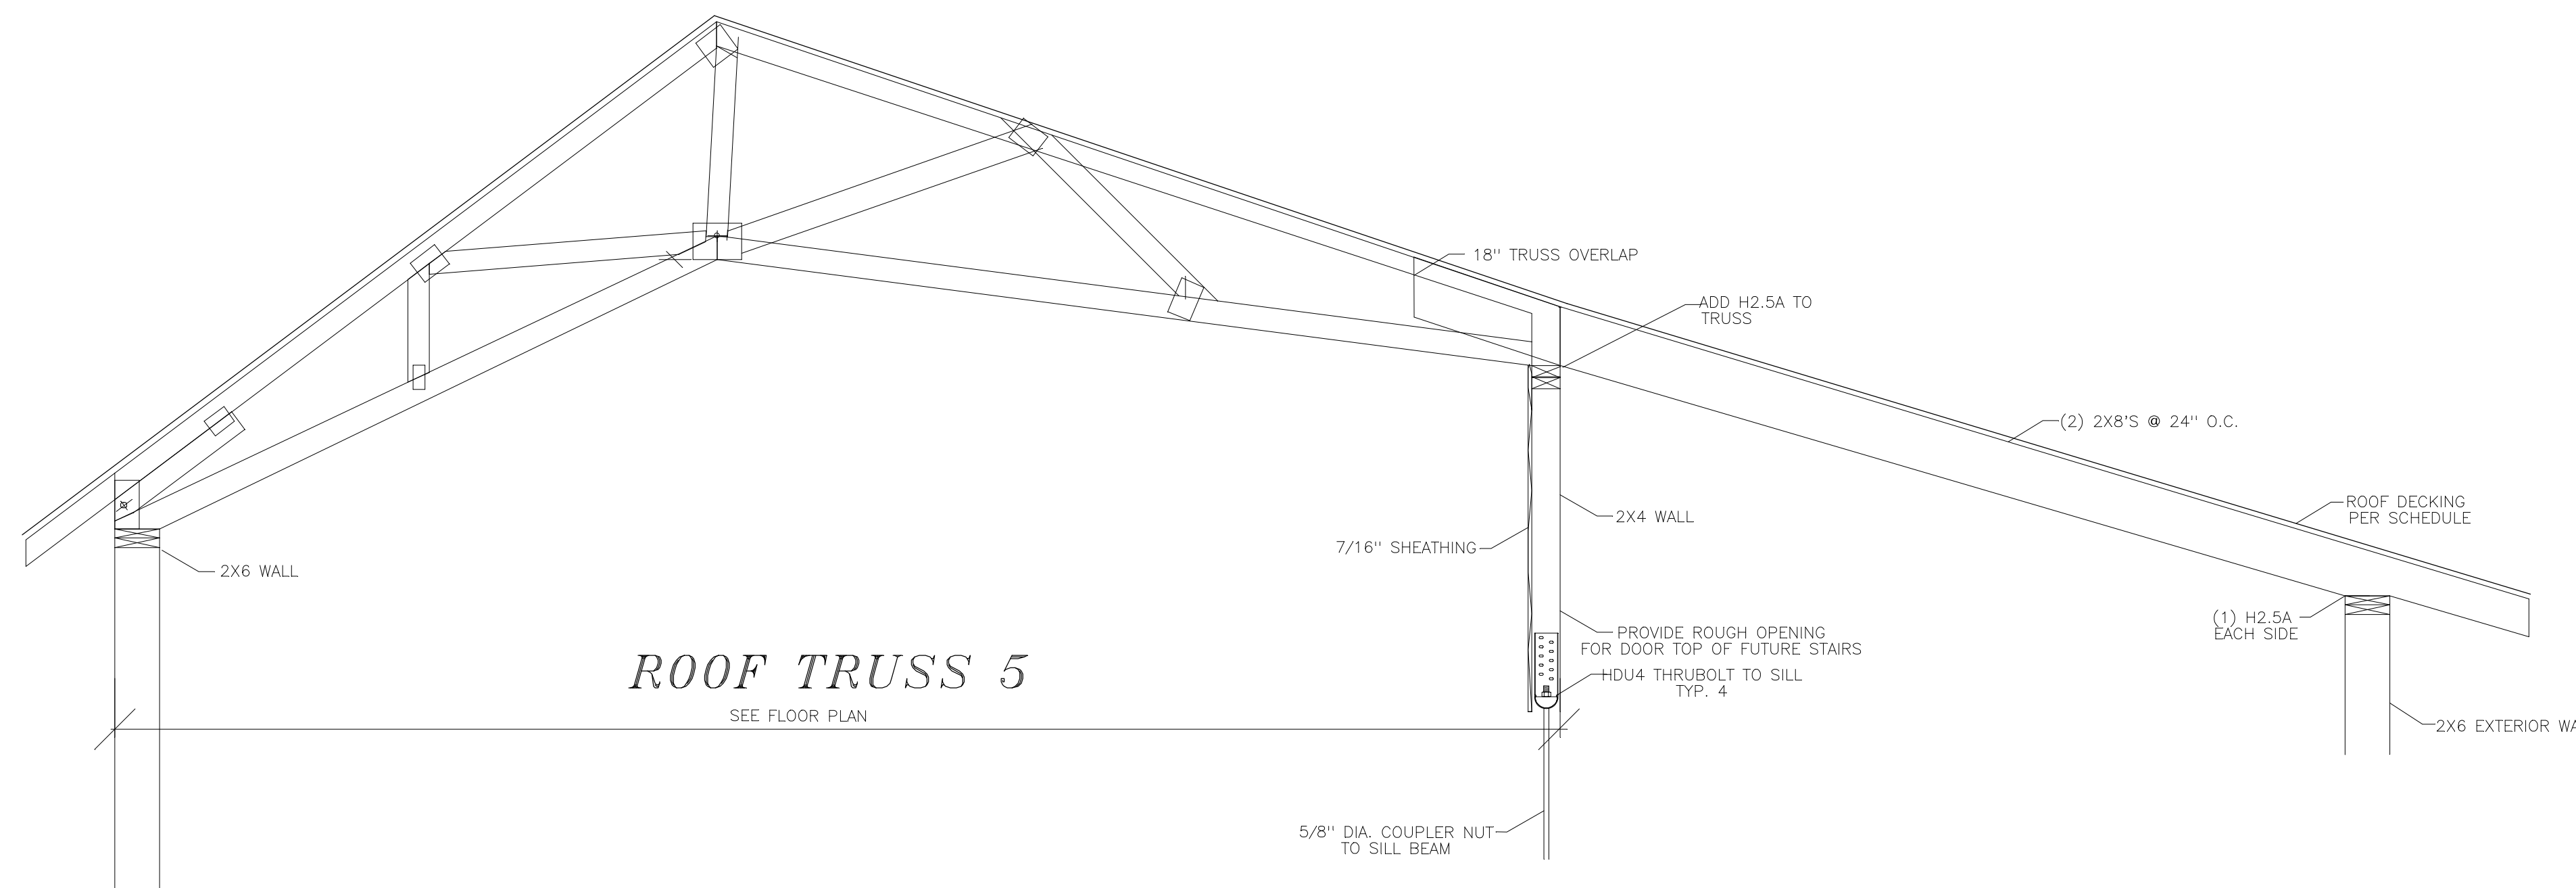 18" TRUSS OVERLAP
ADD H2.5A TO
TRUSS
(2) 2X8'S @ 24" O.C.
ROOF DECKING
PER SCHEDULE
2X4 WALL
7/16" SHEATHING
2X6 WALL
(1) H2.5A
EACH SIDE
PROVIDE ROUGH OPENING
FOR DOOR TOP OF FUTURE STAIRS
ROOF TRUSS 5
HDU4 THRUBOLT TO SILL
TYP. 4
SEE FLOOR PLAN
2X6 EXTERIOR WA
5/8" DIA. COUPLER NUT
TO SILL BEAM